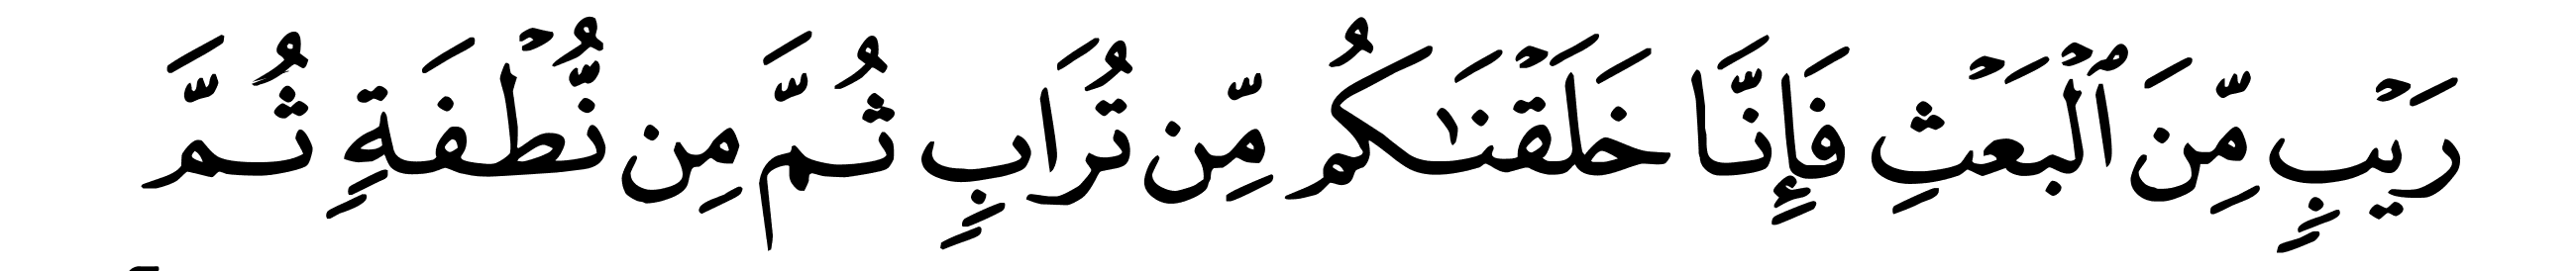 رَيۡبٖ مِّنَ ٱلۡبَعۡثِ فَإِنَّا خَلَقۡنَٰكُم مِّن تُرَابٖ ثُمَّ مِن نُّطۡفَةٖ ثُمَّ